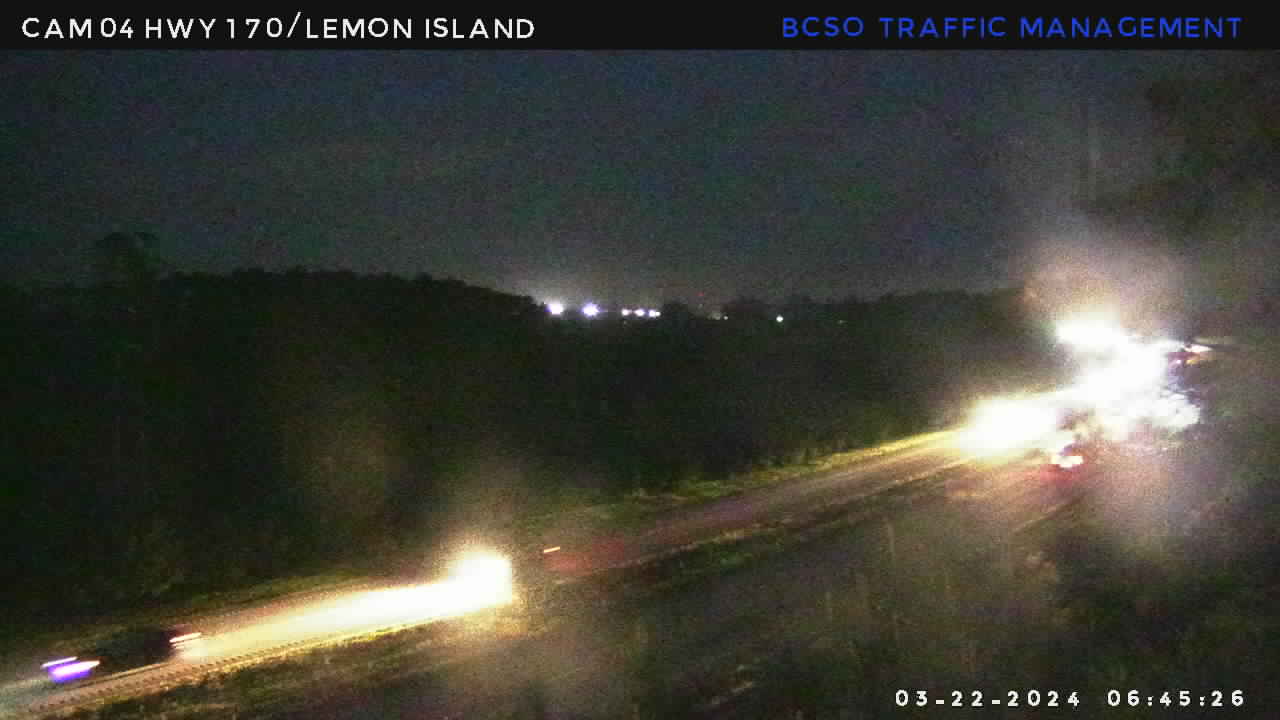 CAM04 HWY 170/LEMON ISLAND
BCSO TRAFFIC MANAGEMENT
03-22-2024 06:45:26